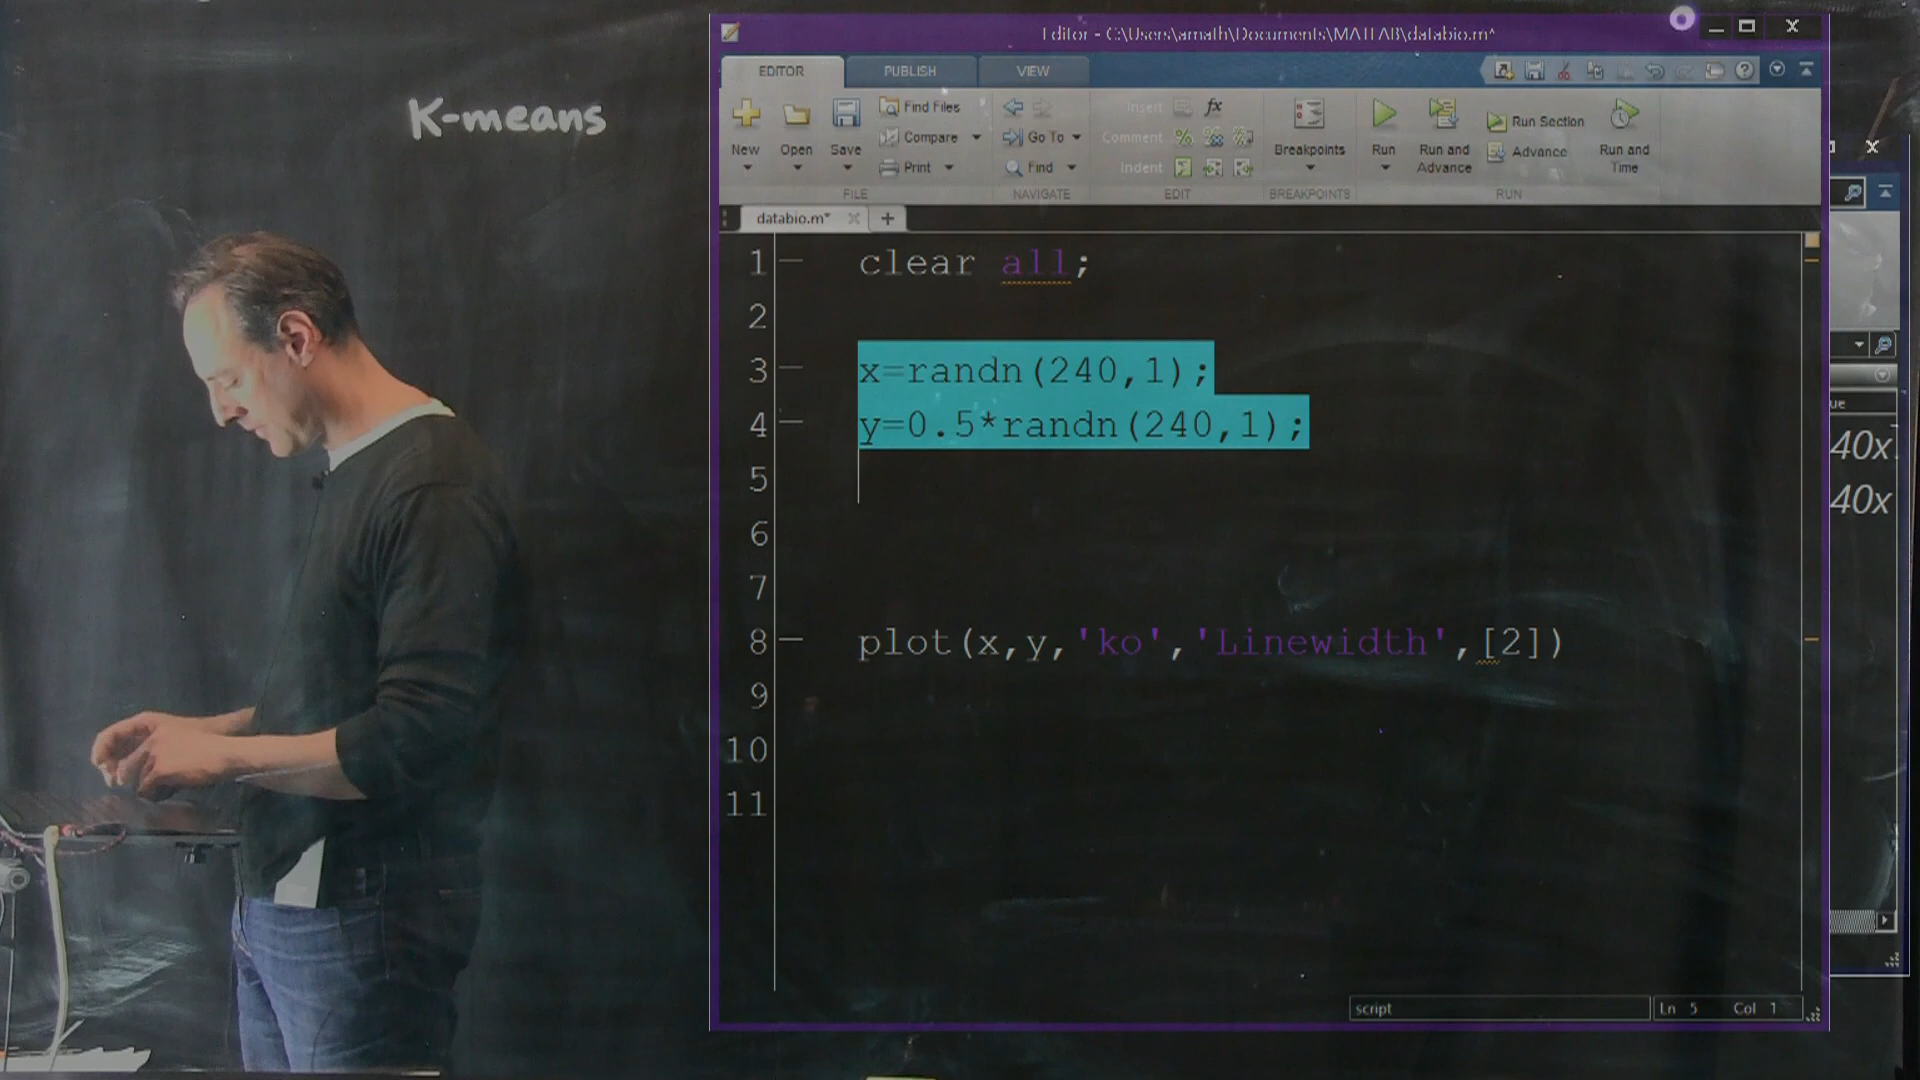 K-means
Editor - C:\Users\amath\Documents\MATLAB\databio.m*
EDITOR PUBLISH VIEW
New Open Save Find Files Compare Print
Go To Find
Insert fx
Comment
Indent
Breakpoints Run Run and Advance Run Section Advance Run and Time
FILE NAVIGATE EDIT BREAKPOINTS RUN
databio.m* × +
1 clear all;
2
3 x=randn(240,1);
4 y=0.5*randn(240,1);
5
6
7
8 plot(x,y,'ko','Linewidth',[2])
9
10
11
ue
40x
40x
script Ln 5 Col 1